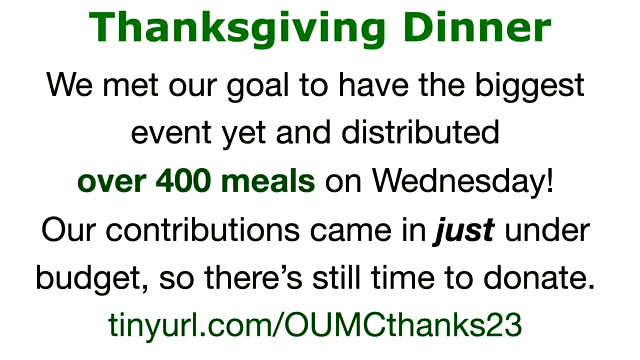 Thanksgiving Dinner
We met our goal to have the biggest
event yet and distributed
over 400 meals on Wednesday!
Our contributions came in just under
budget, so there’s still time to donate.
tinyurl.com/OUMCthanks23